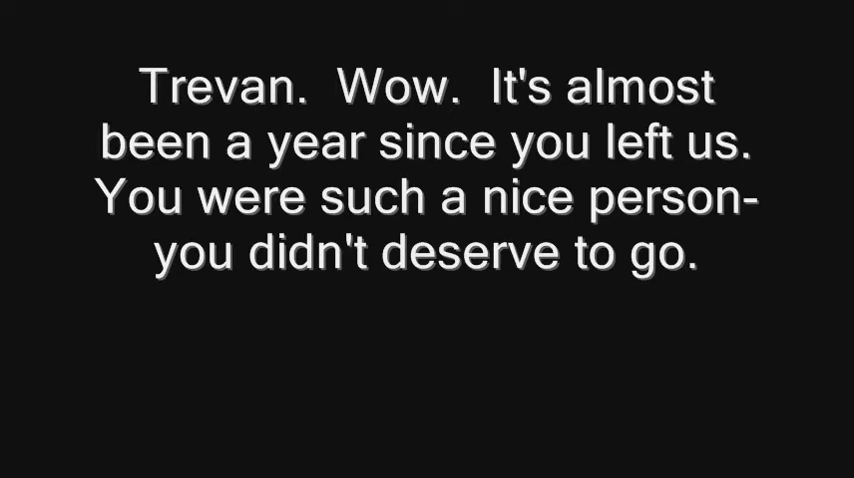 Trevan.  Wow.  It's almost
been a year since you left us.
You were such a nice person-
you didn't deserve to go.